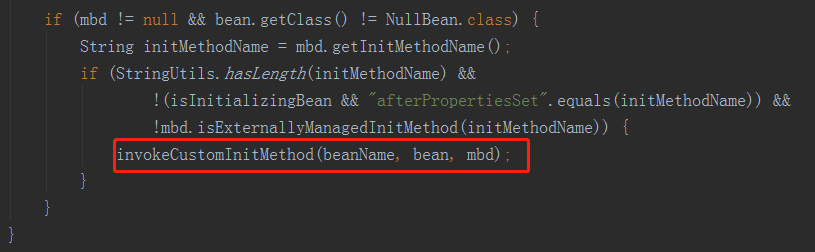 if (mbd != null && bean.getClass() != NullBean.class) {
String initMethodName = mbd.getInitMethodName();
if (StringUtils.hasLength(initMethodName) &&
!(isInitializingBean && "afterPropertiesSet".equals(initMethodName)) &&
!mbd.isExternallyManagedInitMethod(initMethodName)) {
invokeCustomInitMethod(beanName, bean, mbd);
}
}
}